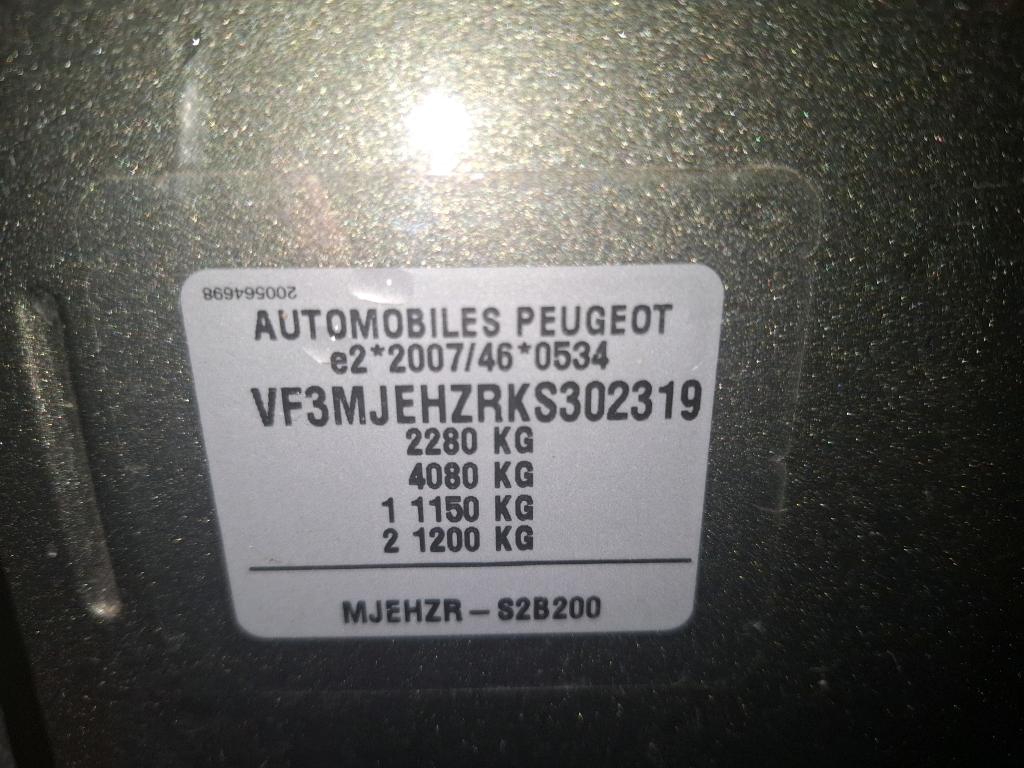 200564698
AUTOMOBILES PEUGEOT
e2*2007/46*0534
VF3MJEHZRKS302319
2280 KG
4080 KG
1 1150 KG
2 1200 KG
MJEHZR – S2B200